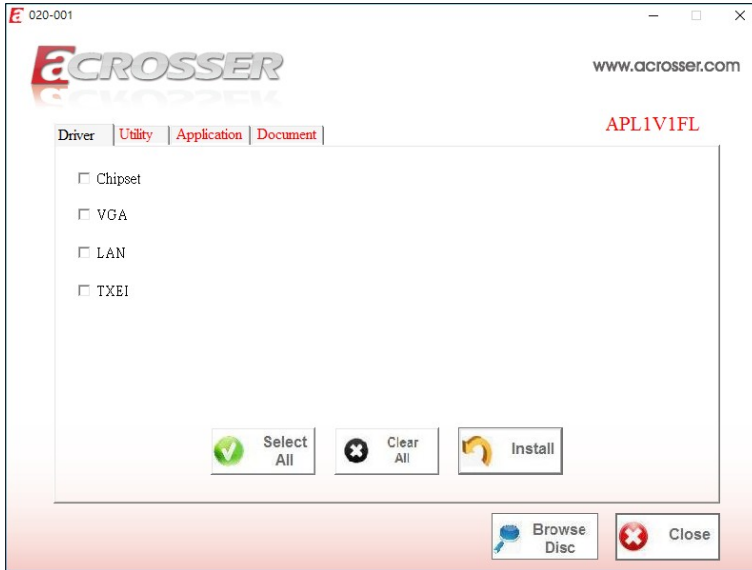 020-001
aCROSSER
www.acrosser.com
APL1V1FL
Driver Utility Application Document
Chipset
VGA
LAN
TXEI
Select All
Clear All
Install
Browse Disc
Close